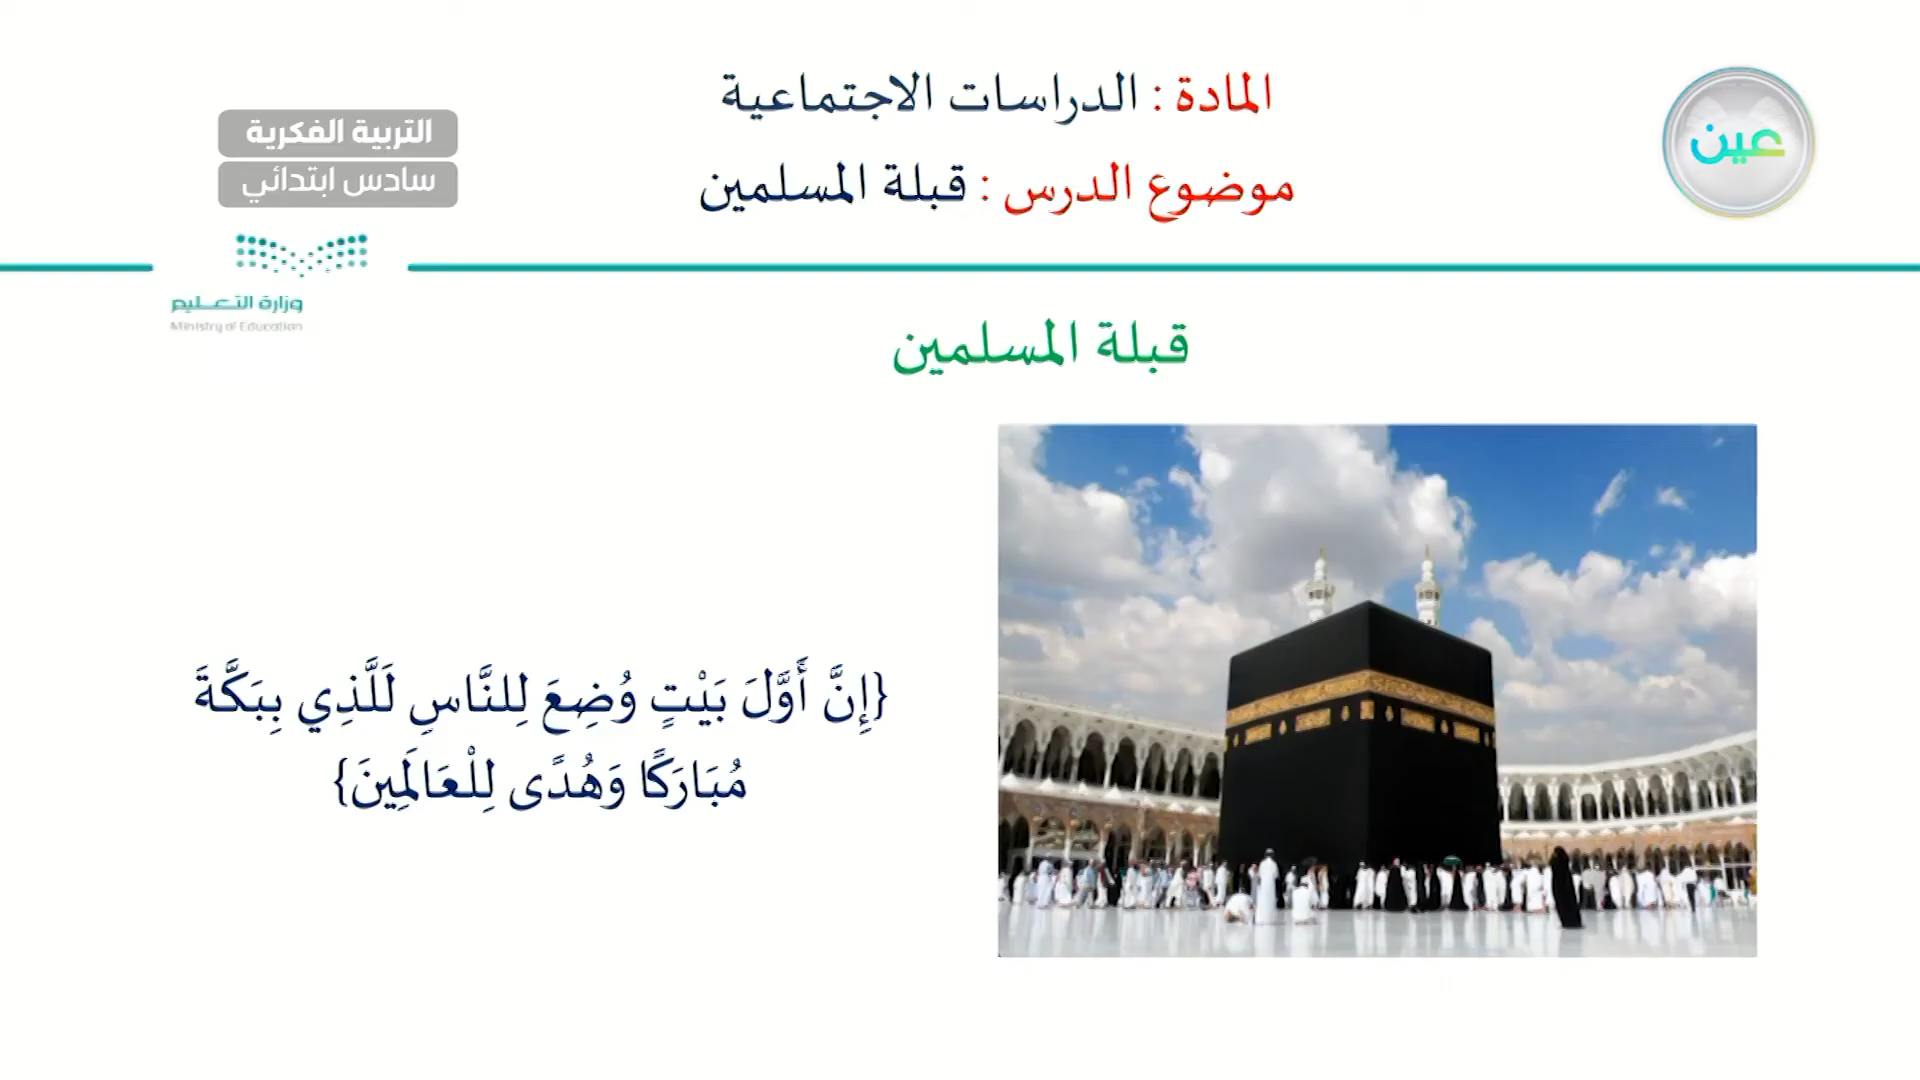 المادة : الدراسات الاجتماعية
موضوع الدرس : قبلة المسلمين
عين
التربية الفكرية
سادس ابتدائي
وزارة التعليم
Ministry of Education
قبلة المسلمين
{إِنَّ أَوَّلَ بَيْتٍ وُضِعَ لِلنَّاسِ لَلَّذِي بِبَكَّةَ
مُبَارَكًا وَهُدًى لِلْعَالَمِينَ}